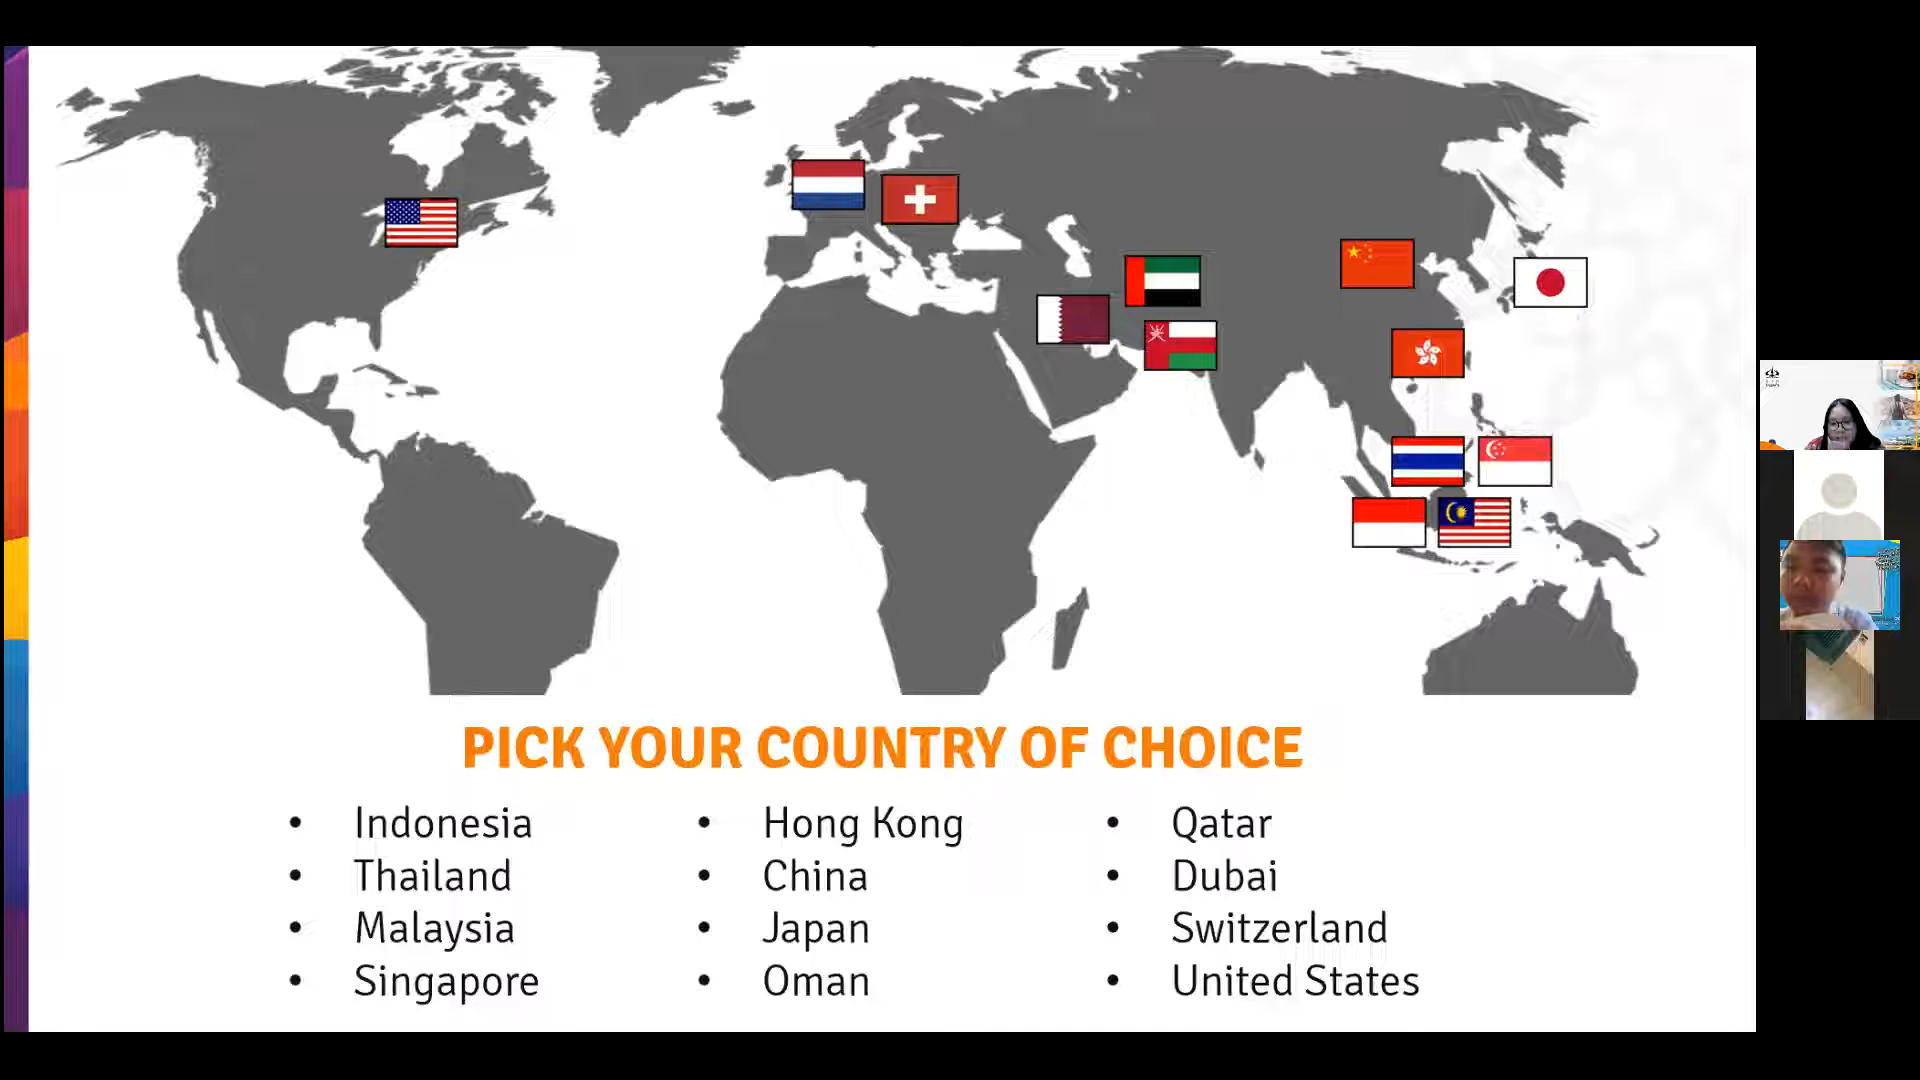 PICK YOUR COUNTRY OF CHOICE
• Indonesia
• Thailand
• Malaysia
• Singapore
• Hong Kong
• China
• Japan
• Oman
• Qatar
• Dubai
• Switzerland
• United States